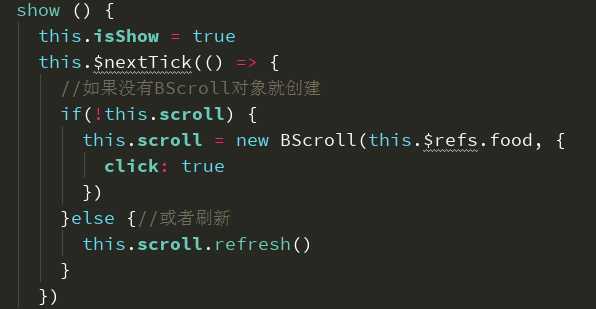 show () {
this.isShow = true
this.$nextTick(() => {
//如果没有BScroll对象就创建
if(!this.scroll) {
this.scroll = new BScroll(this.$refs.food, {
click: true
})
}else {//或者刷新
this.scroll.refresh()
}
})